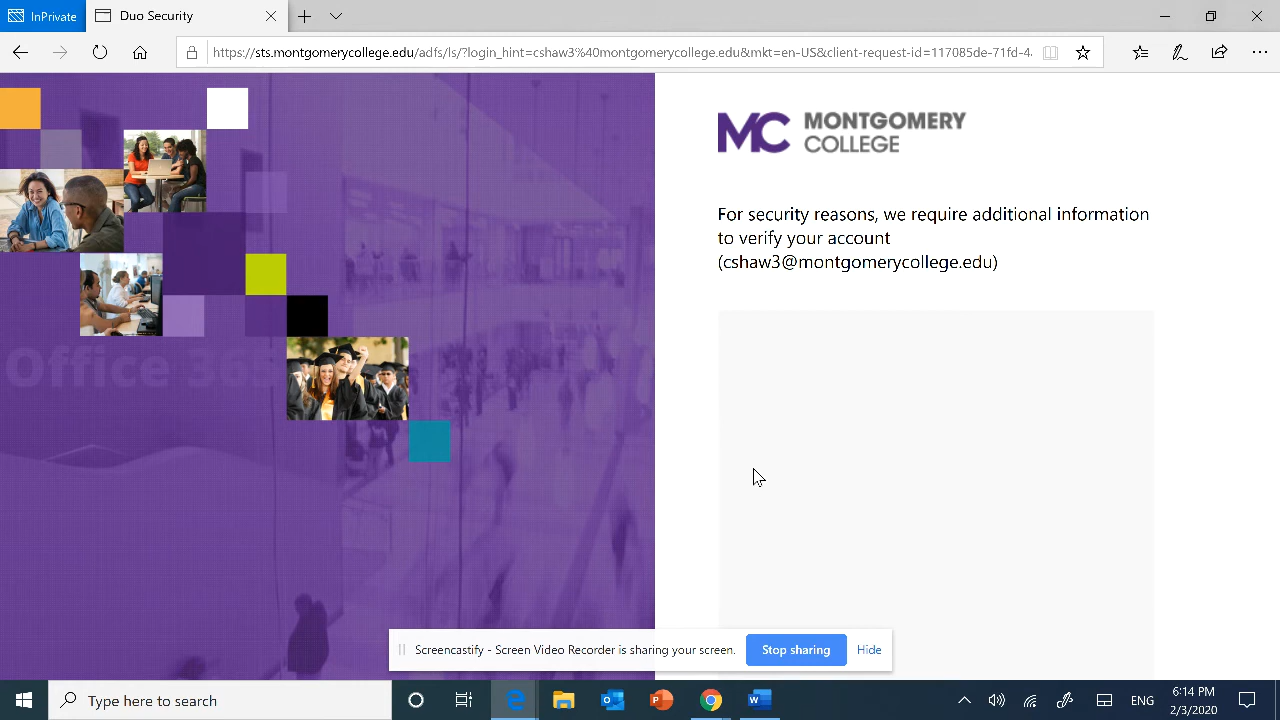 InPrivate
Duo Security
https://sts.montgomerycollege.edu/adfs/ls/?login_hint=cshaw3%40montgomerycollege.edu&mkt=en-US&client-request-id=117085de-71fd-4
MC MONTGOMERY
COLLEGE
For security reasons, we require additional information
to verify your account
(cshaw3@montgomerycollege.edu)
Office 365
Screencastify - Screen Video Recorder is sharing your screen.
Stop sharing
Hide
Type here to search
ENG
6:14 PM
2/3/2020